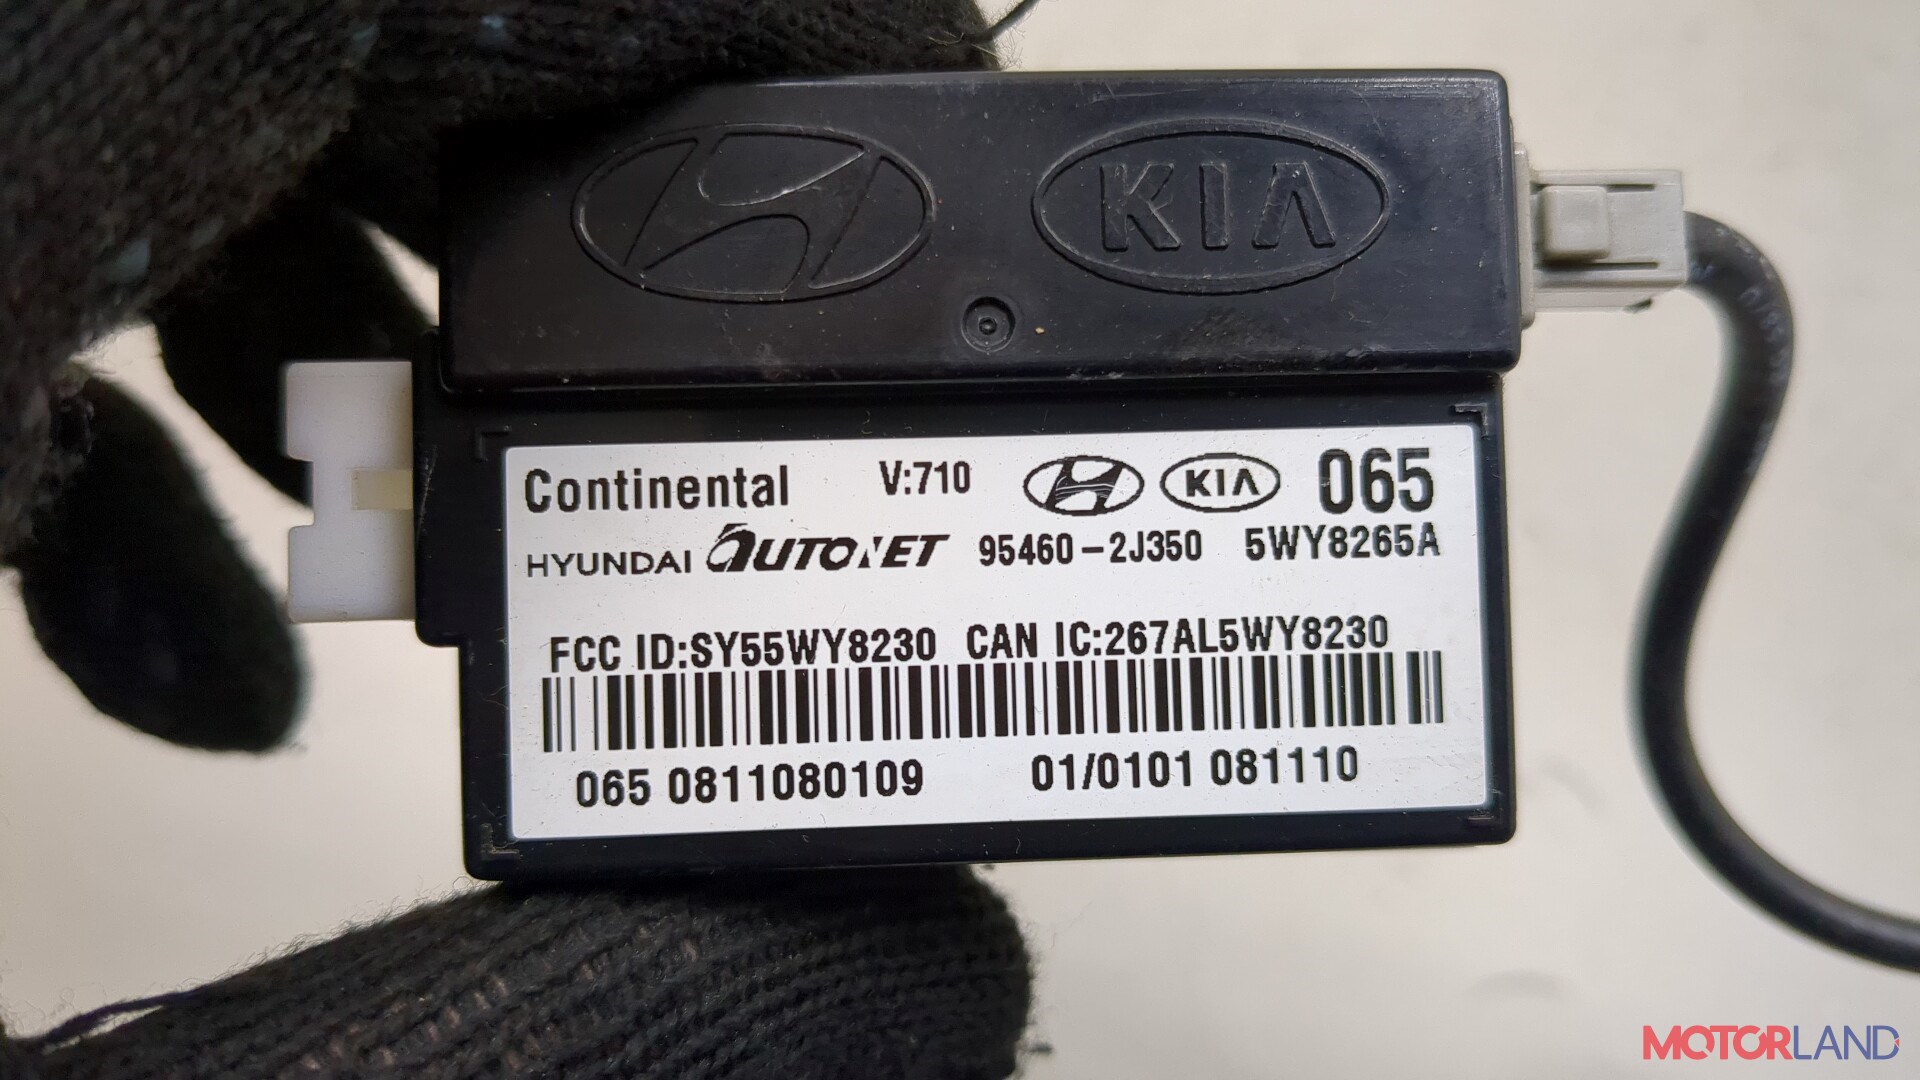 KIA
Continental V:710 KIA 065
HYUNDAI AUTONET 95460-2J350 5WY8265A
FCC ID:SY55WY8230 CAN IC:267AL5WY8230
065 0811080109 01/0101 081110
MOTORLAND